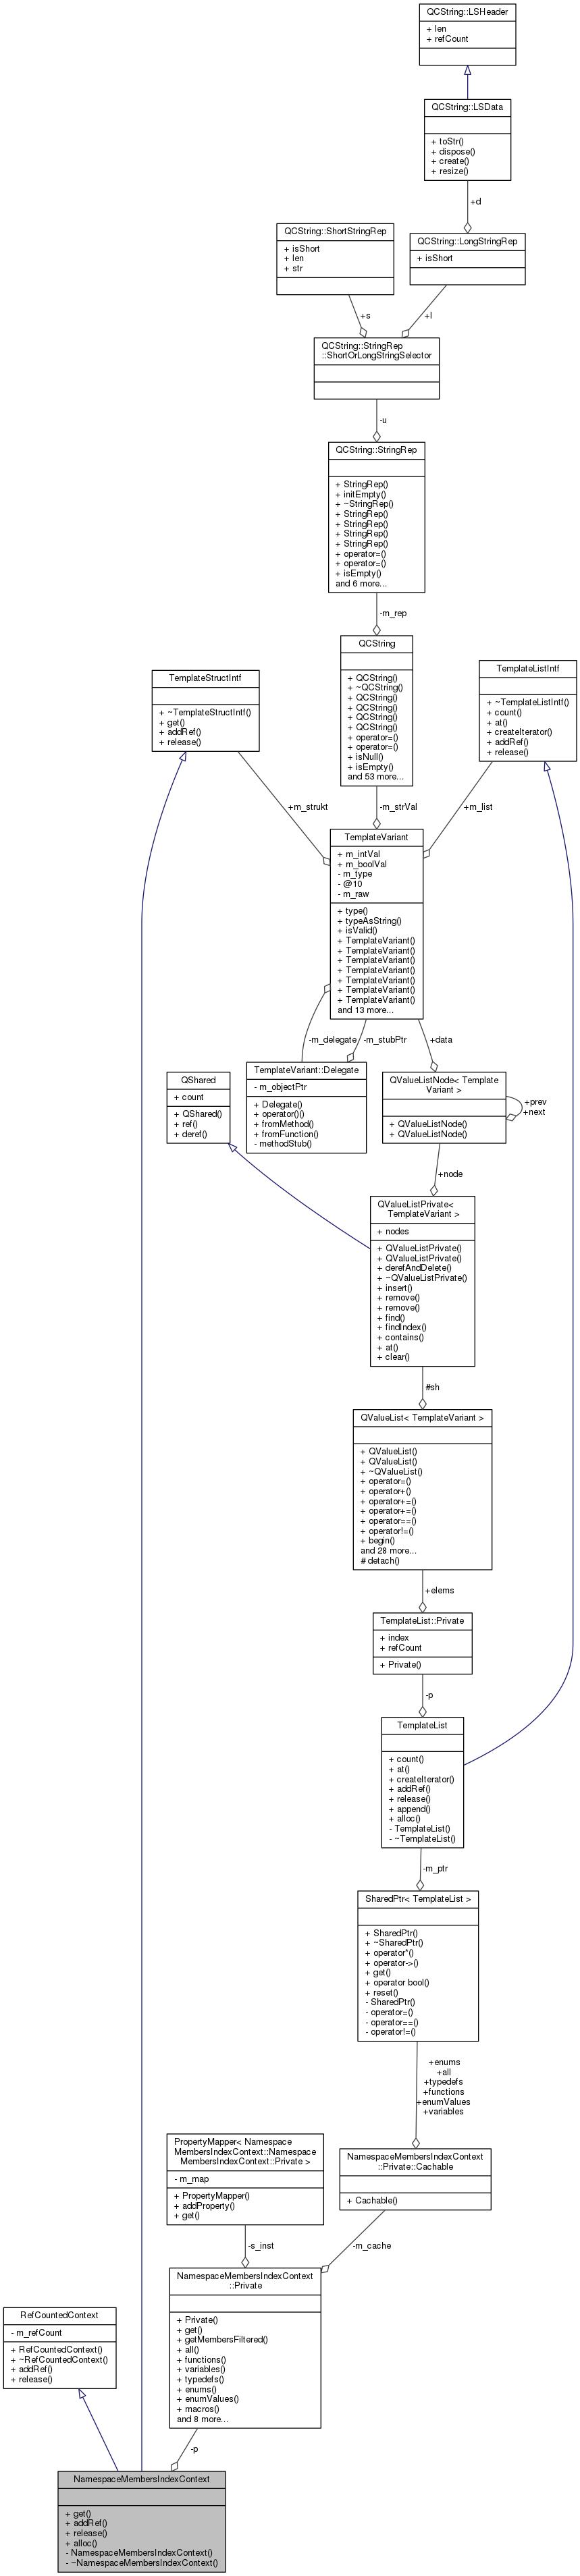 QCString::LSHeader
+ len
+ refCount
QCString::LSData
+ toStr()
+ dispose()
+ create()
+ resize()
+d
QCString::ShortStringRep
+ isShort
+ len
+ str
QCString::LongStringRep
+ isShort
+s
+l
QCString::StringRep
::ShortOrLongStringSelector
-u
QCString::StringRep
+ StringRep()
+ initEmpty()
+ ~StringRep()
+ StringRep()
+ StringRep()
+ StringRep()
+ StringRep()
+ operator=()
+ operator=()
+ isEmpty()
and 6 more...
-m_rep
QCString
+ QCString()
+ ~QCString()
+ QCString()
+ QCString()
+ QCString()
+ QCString()
+ operator=()
+ operator=()
+ isNull()
+ isEmpty()
and 53 more...
TemplateStructIntf
+ ~TemplateStructIntf()
+ get()
+ addRef()
+ release()
TemplateListIntf
+ ~TemplateListIntf()
+ count()
+ at()
+ createIterator()
+ addRef()
+ release()
+m_strukt
-m_strVal
+m_list
TemplateVariant
+ m_intVal
+ m_boolVal
- m_type
- @10
- m_raw
+ type()
+ typeAsString()
+ isValid()
+ TemplateVariant()
+ TemplateVariant()
+ TemplateVariant()
+ TemplateVariant()
+ TemplateVariant()
+ TemplateVariant()
+ TemplateVariant()
and 13 more...
-m_delegate
-m_stubPtr
+data
TemplateVariant::Delegate
- m_objectPtr
+ Delegate()
+ operator()()
+ fromMethod()
+ fromFunction()
- methodStub()
QShared
+ count
+ QShared()
+ ref()
+ deref()
QValueListNode< Template
Variant >
+ QValueListNode()
+ QValueListNode()
+prev
+next
+node
QValueListPrivate<
TemplateVariant >
+ nodes
+ QValueListPrivate()
+ QValueListPrivate()
+ derefAndDelete()
+ ~QValueListPrivate()
+ insert()
+ remove()
+ remove()
+ find()
+ findIndex()
+ contains()
+ at()
+ clear()
#sh
QValueList< TemplateVariant >
+ QValueList()
+ QValueList()
+ ~QValueList()
+ operator=()
+ operator+()
+ operator+=()
+ operator+=()
+ operator==()
+ operator!=()
+ begin()
and 28 more...
# detach()
+elems
TemplateList::Private
+ index
+ refCount
+ Private()
-p
TemplateList
+ count()
+ at()
+ createIterator()
+ addRef()
+ release()
+ append()
+ alloc()
- TemplateList()
- ~TemplateList()
-m_ptr
SharedPtr< TemplateList >
+ SharedPtr()
+ ~SharedPtr()
+ operator*()
+ operator->()
+ get()
+ operator bool()
+ reset()
- SharedPtr()
- operator=()
- operator==()
- operator!=()
+enums
+all
+typedefs
+functions
+enumValues
+variables
PropertyMapper< Namespace
MembersIndexContext::Namespace
MembersIndexContext::Private >
- m_map
+ PropertyMapper()
+ addProperty()
+ get()
NamespaceMembersIndexContext
::Private::Cachable
+ Cachable()
-s_inst
-m_cache
NamespaceMembersIndexContext
::Private
+ Private()
+ get()
+ getMembersFiltered()
+ all()
+ functions()
+ variables()
+ typedefs()
+ enums()
+ enumValues()
+ macros()
and 8 more...
RefCountedContext
- m_refCount
+ RefCountedContext()
+ ~RefCountedContext()
+ addRef()
+ release()
-p
NamespaceMembersIndexContext
+ get()
+ addRef()
+ release()
+ alloc()
- NamespaceMembersIndexContext()
- ~NamespaceMembersIndexContext()